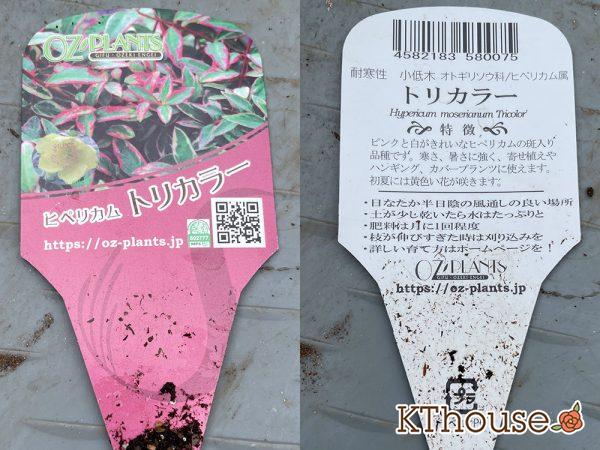 OZ PLANTS
GIFU・OZEKI ENGEI
ヒペリカム トリカラー
https://oz-plants.jp
4582183 580075
耐寒性 小低木 オトギリソウ科/ヒペリカム属
トリカラー
Hypericum moserianum 'Tricolor'
特徴
ピンクと白がきれいなヒペリカムの斑入り
品種です。寒さ、暑さに強く、寄せ植えや
ハンギング、カバープランツに使えます。
初夏には黄色い花が咲きます。
・日なたか半日陰の風通しの良い場所
・土が少し乾いたら水はたっぷりと
・肥料は月に1回程度
・枝が伸びすぎた時は刈り込みを
・詳しい育て方はホームページを!
OZ PLANTS
GIFU・OZEKI ENGEI
https://oz-plants.jp
プラ
KThouse